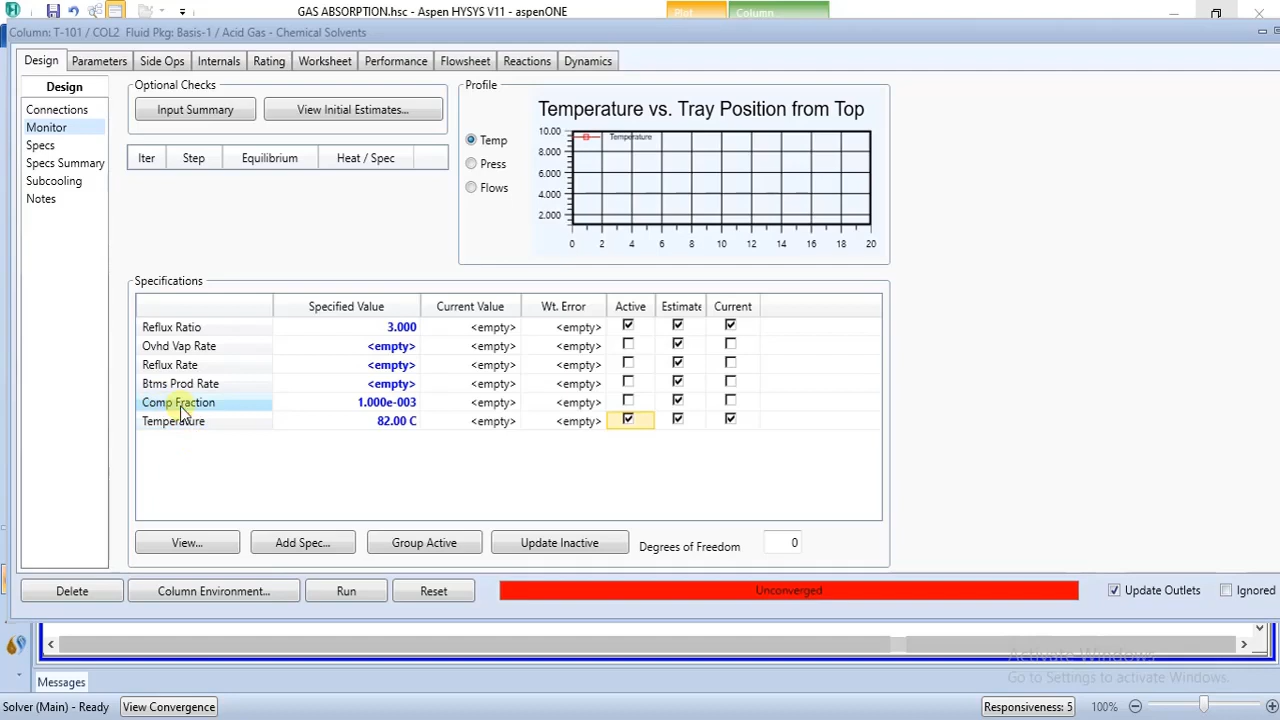 GAS ABSORPTION.hsc - Aspen HYSYS V11 - aspenONE
Plot
Column
Column: T-101 / COL2 Fluid Pkg: Basis-1 / Acid Gas - Chemical Solvents
Design Parameters Side Ops Internals Rating Worksheet Performance Flowsheet Reactions Dynamics
Design
Connections
Monitor
Specs
Specs Summary
Subcooling
Notes
Optional Checks
Input Summary View Initial Estimates...
Iter Step Equilibrium Heat / Spec
Profile
Temp
Press
Flows
Temperature vs. Tray Position from Top
Temperature
10.00
8.000
6.000
4.000
2.000
0 2 4 6 8 10 12 14 16 18 20
Specifications
Specified Value Current Value Wt. Error Active Estimate Current
Reflux Ratio 3.000 <empty> <empty>
Ovhd Vap Rate <empty> <empty> <empty>
Reflux Rate <empty> <empty> <empty>
Btms Prod Rate <empty> <empty> <empty>
Comp Fraction 1.000e-003 <empty> <empty>
Temperature 82.00 C <empty> <empty>
View... Add Spec... Group Active Update Inactive Degrees of Freedom 0
Delete Column Environment... Run Reset Unconverged Update Outlets Ignored
Activate Windows
Go to Settings to activate Windows.
Messages
Solver (Main) - Ready View Convergence Responsiveness: 5 100%